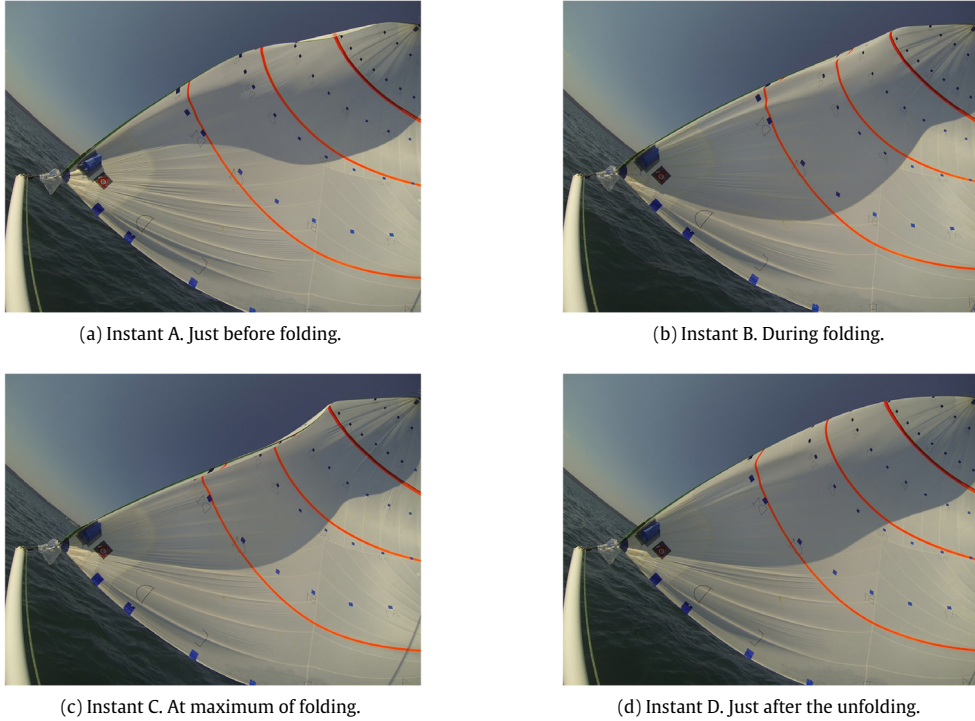 (a) Instant A. Just before folding.
(b) Instant B. During folding.
(c) Instant C. At maximum of folding.
(d) Instant D. Just after the unfolding.